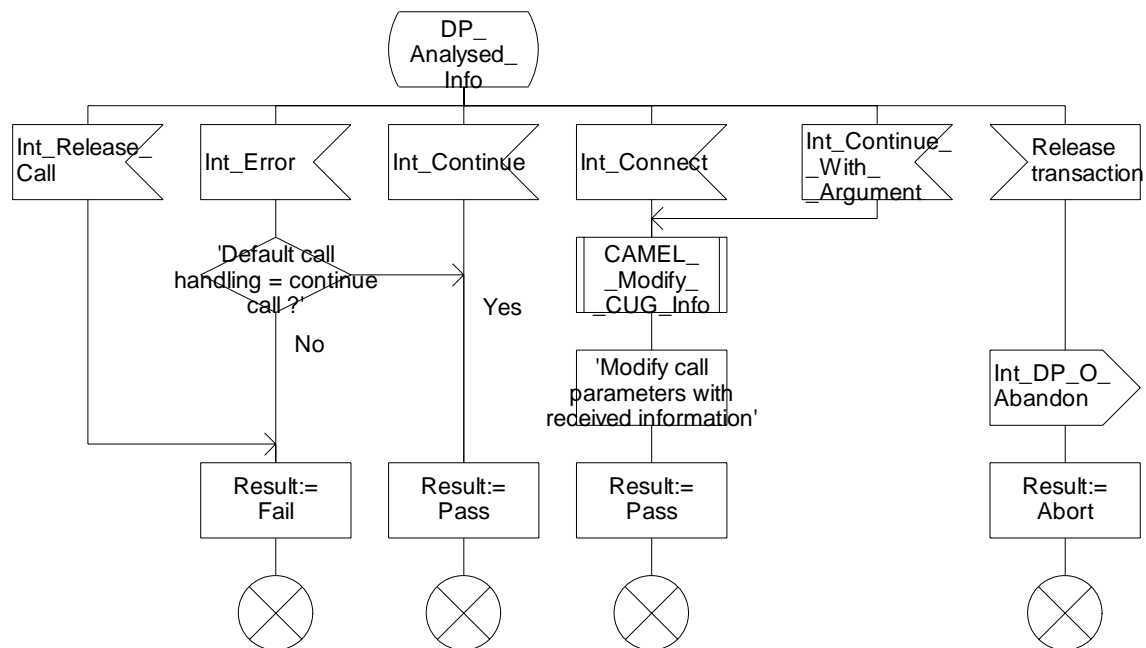 DP_
Analysed_
Info
Int_Release_
Call
Int_Error
Int_Continue
Int_Connect
Int_Continue_
_With_
_Argument
Release
transaction
'Default call
handling = continue
call ?'
Yes
No
CAMEL_
_Modify_
_CUG_Info
'Modify call
parameters with
received information'
Int_DP_O_
Abandon
Result:=
Fail
Result:=
Pass
Result:=
Pass
Result:=
Abort